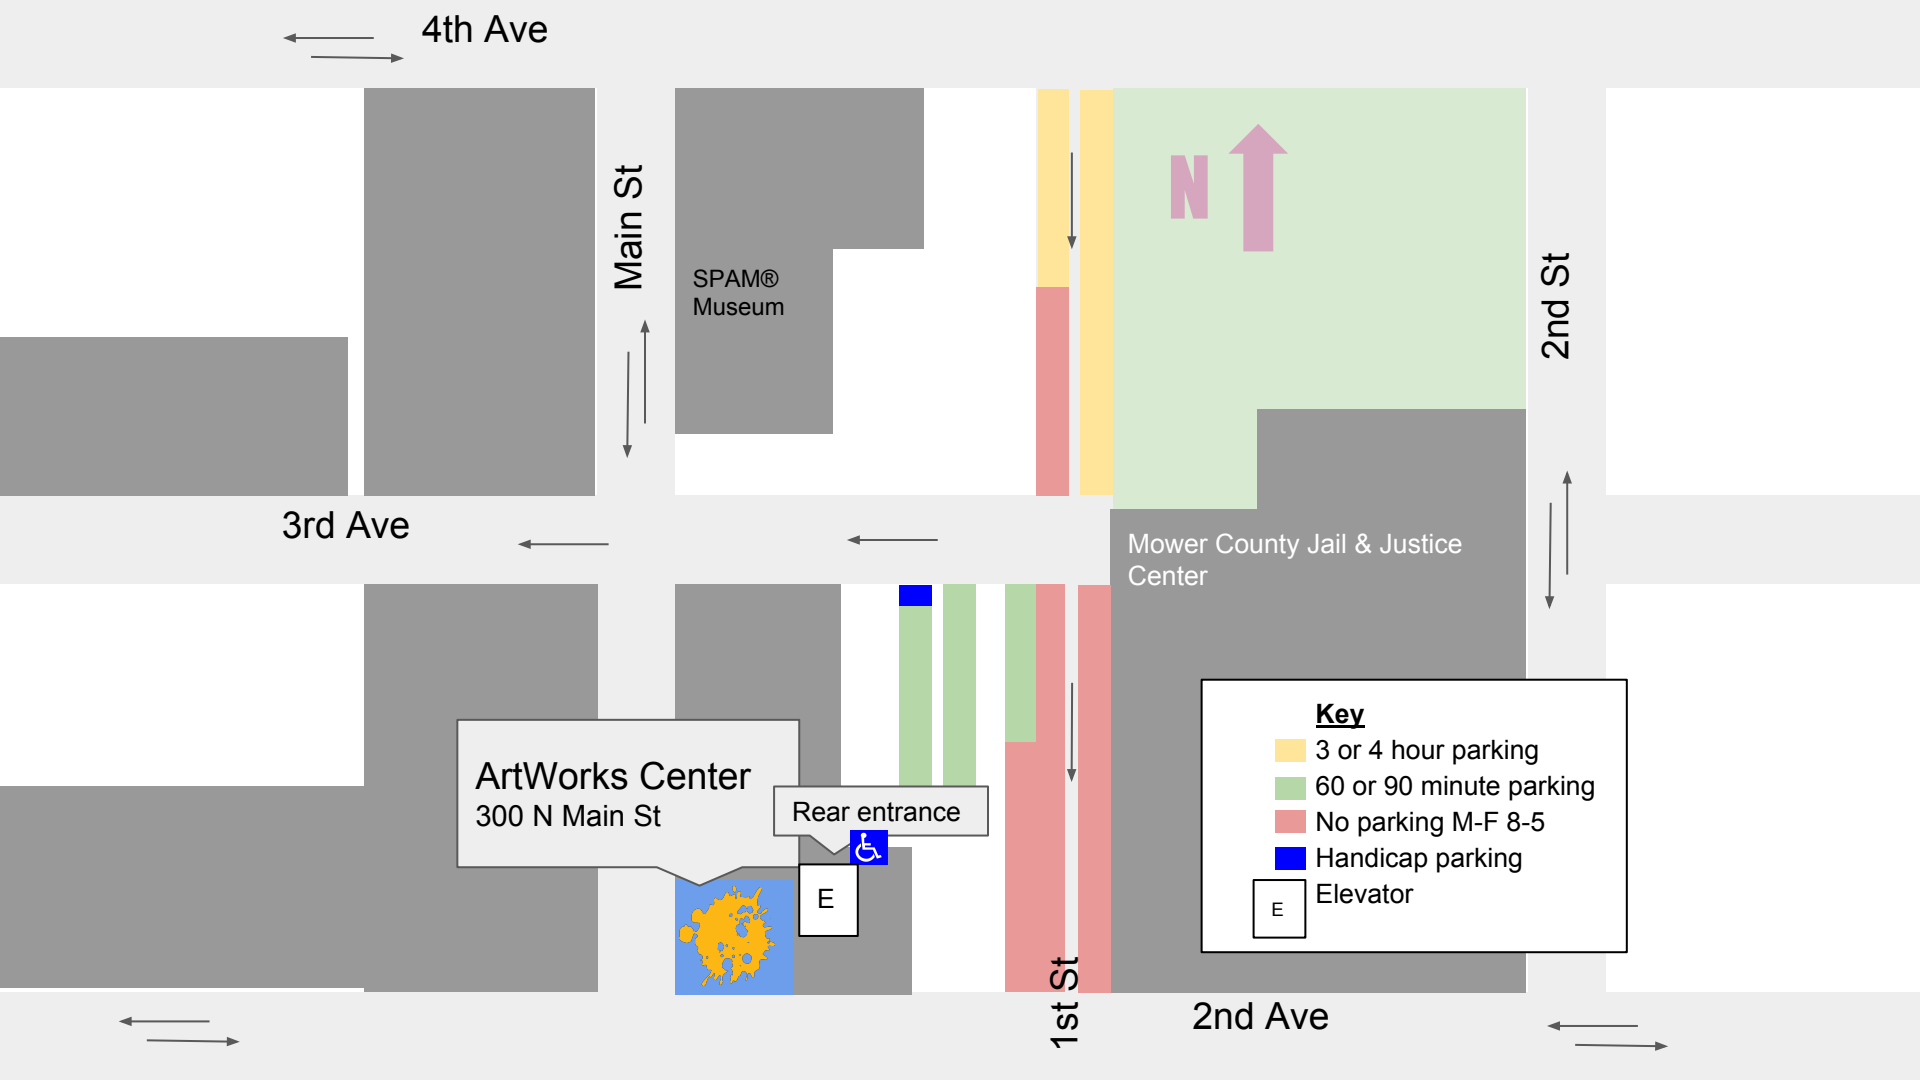 4th Ave
Main St
N
SPAM®
Museum
2nd St
3rd Ave
Mower County Jail & Justice
Center
ArtWorks Center
300 N Main St
Rear entrance
E
Key
3 or 4 hour parking
60 or 90 minute parking
No parking M-F 8-5
Handicap parking
E
Elevator
1st St
2nd Ave